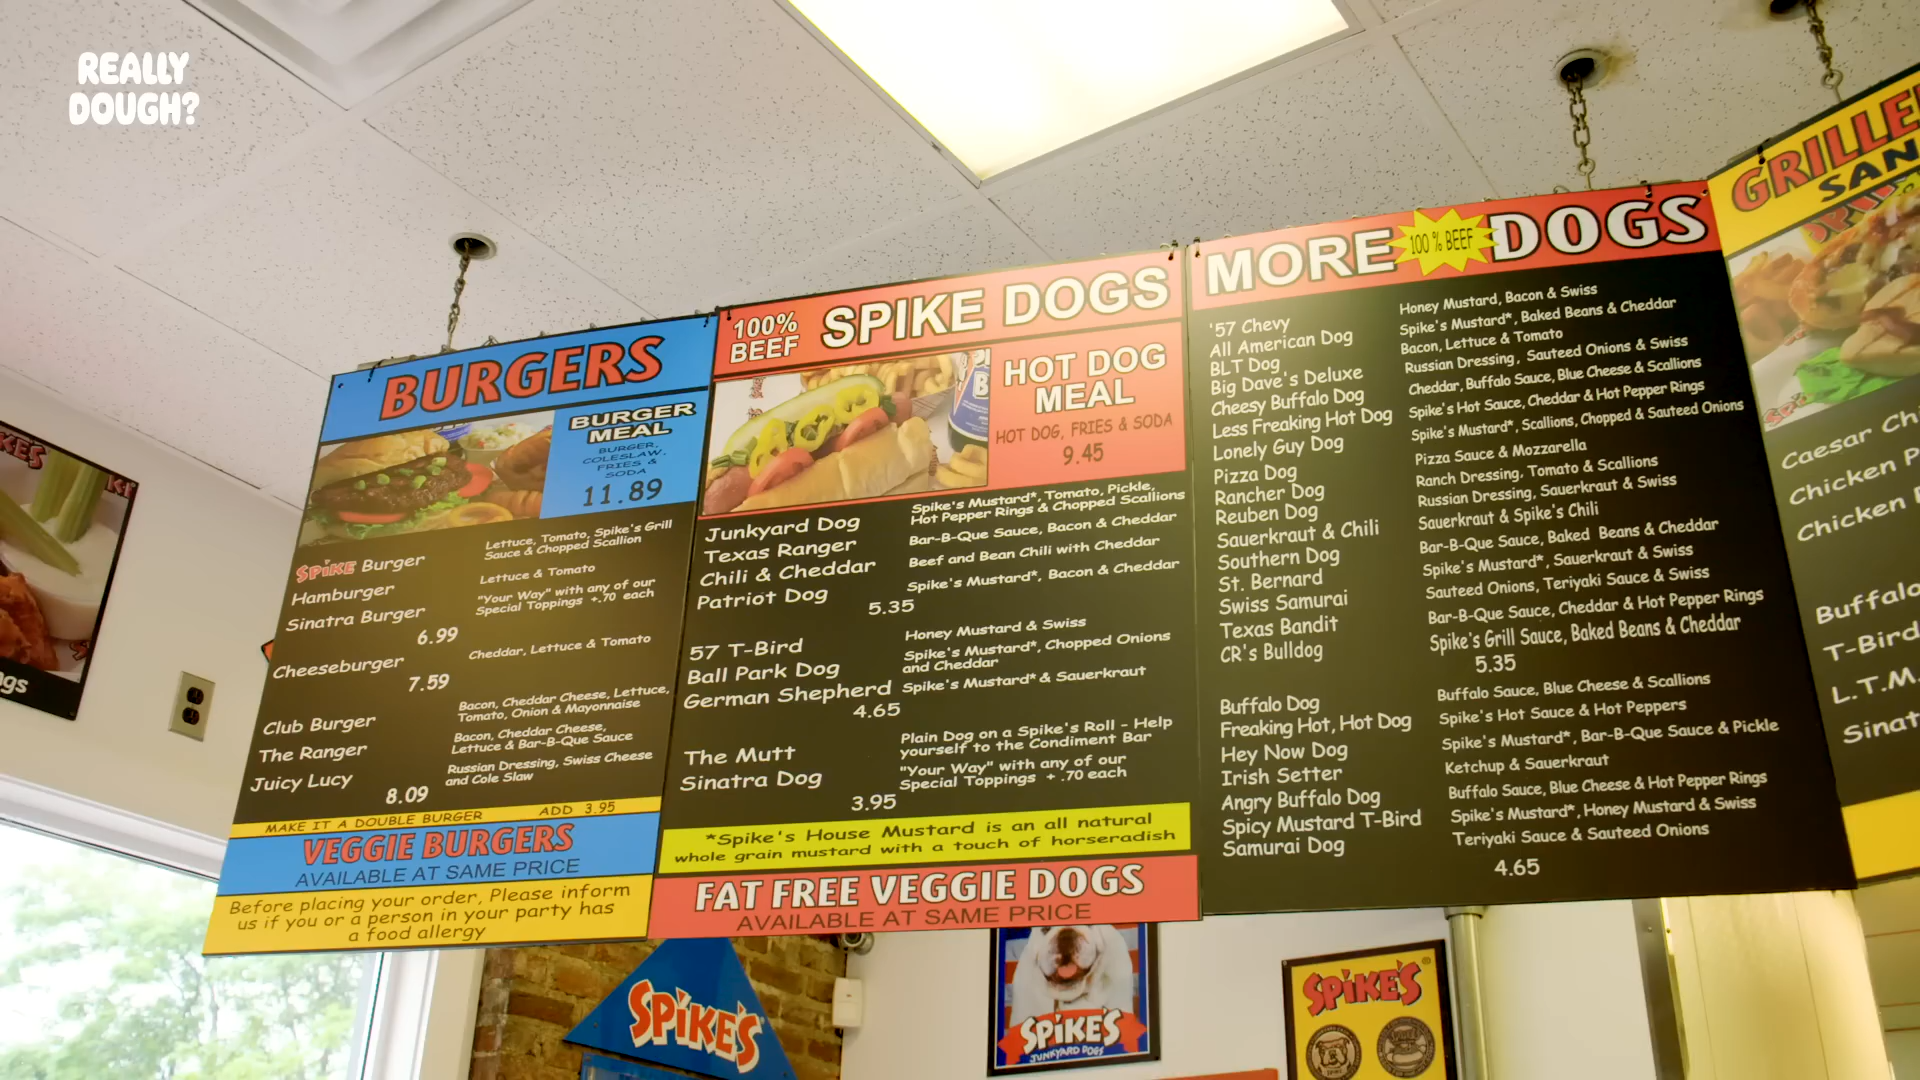 REALLY
DOUGH?
BURGERS
BURGER
MEAL
BURGER,
COLESLAW,
FRIES &
SODA
11.89
SPIKE Burger
Lettuce, Tomato, Spike's Grill
Sauce & Chopped Scallion
Hamburger
Lettuce & Tomato
Sinatra Burger
"Your Way" with any of our
Special Toppings +.70 each
6.99
Cheeseburger
Cheddar, Lettuce & Tomato
7.59
Club Burger
Bacon, Cheddar Cheese, Lettuce,
Tomato, Onion & Mayonnaise
The Ranger
Bacon, Cheddar Cheese,
Lettuce & Bar-B-Que Sauce
Juicy Lucy
Russian Dressing, Swiss Cheese
and Cole Slaw
8.09
MAKE IT A DOUBLE BURGER ADD 3.95
VEGGIE BURGERS
AVAILABLE AT SAME PRICE
Before placing your order, Please inform
us if you or a person in your party has
a food allergy
100%
BEEF
SPIKE DOGS
HOT DOG
MEAL
HOT DOG, FRIES & SODA
9.45
Junkyard Dog
Spike's Mustard*, Tomato, Pickle,
Hot Pepper Rings & Chopped Scallions
Texas Ranger
Bar-B-Que Sauce, Bacon & Cheddar
Chili & Cheddar
Beef and Bean Chili with Cheddar
Patriot Dog
Spike's Mustard*, Bacon & Cheddar
5.35
57 T-Bird
Honey Mustard & Swiss
Ball Park Dog
Spike's Mustard*, Chopped Onions
and Cheddar
German Shepherd
Spike's Mustard* & Sauerkraut
4.65
The Mutt
Plain Dog on a Spike's Roll - Help
yourself to the Condiment Bar
Sinatra Dog
"Your Way" with any of our
Special Toppings + .70 each
3.95
*Spike's House Mustard is an all natural
whole grain mustard with a touch of horseradish
FAT FREE VEGGIE DOGS
AVAILABLE AT SAME PRICE
MORE 100% BEEF DOGS
'57 Chevy Honey Mustard, Bacon & Swiss
All American Dog Spike's Mustard*, Baked Beans & Cheddar
BLT Dog Bacon, Lettuce & Tomato
Big Dave's Deluxe Russian Dressing, Sauteed Onions & Swiss
Cheesy Buffalo Dog Cheddar, Buffalo Sauce, Blue Cheese & Scallions
Less Freaking Hot Dog Spike's Hot Sauce, Cheddar & Hot Pepper Rings
Lonely Guy Dog Spike's Mustard*, Scallions, Chopped & Sauteed Onions
Pizza Dog Pizza Sauce & Mozzarella
Rancher Dog Ranch Dressing, Tomato & Scallions
Reuben Dog Russian Dressing, Sauerkraut & Swiss
Sauerkraut & Chili Sauerkraut & Spike's Chili
Southern Dog Bar-B-Que Sauce, Baked Beans & Cheddar
St. Bernard Spike's Mustard*, Sauerkraut & Swiss
Swiss Samurai Sauteed Onions, Teriyaki Sauce & Swiss
Texas Bandit Bar-B-Que Sauce, Cheddar & Hot Pepper Rings
CR's Bulldog Spike's Grill Sauce, Baked Beans & Cheddar
5.35
Buffalo Dog Buffalo Sauce, Blue Cheese & Scallions
Freaking Hot, Hot Dog Spike's Hot Sauce & Hot Peppers
Hey Now Dog Spike's Mustard*, Bar-B-Que Sauce & Pickle
Irish Setter Ketchup & Sauerkraut
Angry Buffalo Dog Buffalo Sauce, Blue Cheese & Hot Pepper Rings
Spicy Mustard T-Bird Spike's Mustard*, Honey Mustard & Swiss
Samurai Dog Teriyaki Sauce & Sauteed Onions
4.65
GRILLE
SAN
Caesar Ch
Chicken P
Chicken
Buffalo
T-Bird
L.T.M.
Sinat
SPIKE'S
SPIKE'S
JUNKYARD DOGS
SPIKE'S